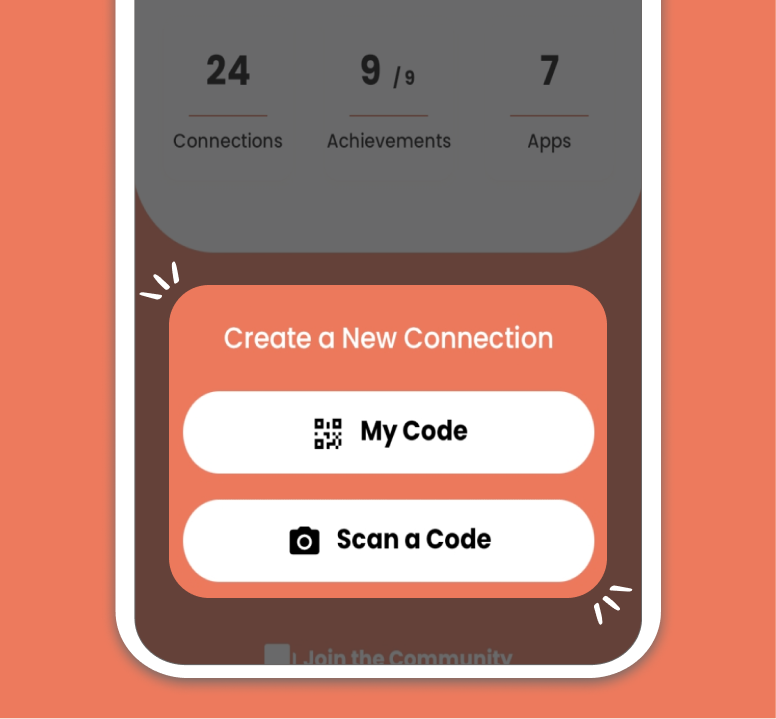 24 9 / 9 7
Connections Achievements Apps
Create a New Connection
My Code
Scan a Code
Join the Community